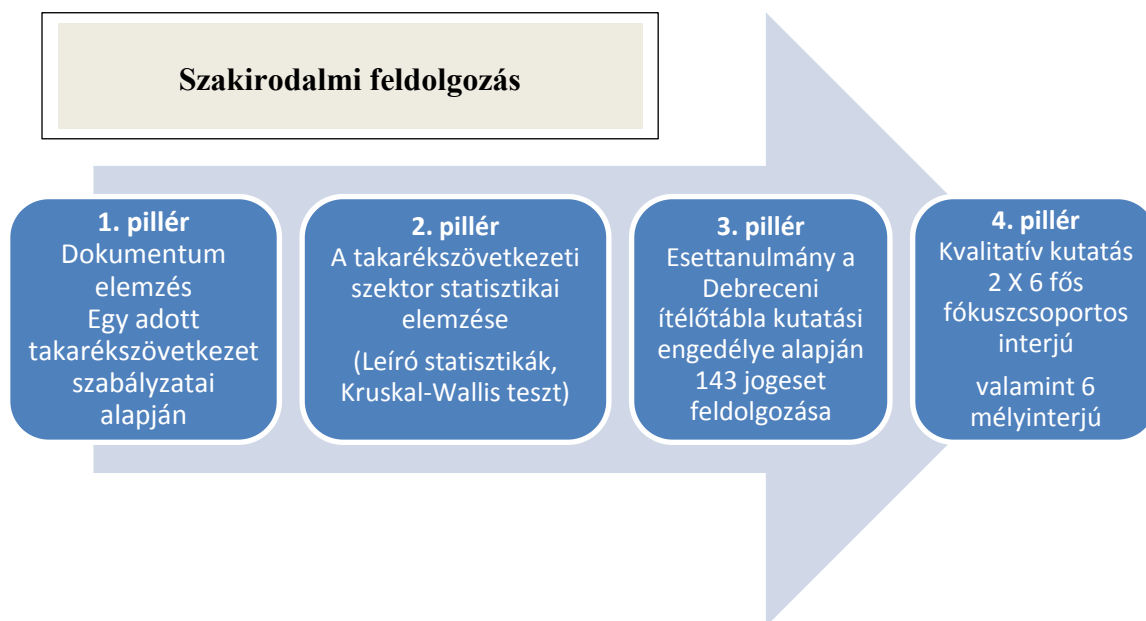 Szakirodalmi feldolgozás
1. pillér
Dokumentum
elemzés
Egy adott
takarékszövetkezet
szabályzatai
alapján
2. pillér
A takarékszövetkezeti
szektor statisztikai
elemzése
(Leíró statisztikák,
Kruskal-Wallis teszt)
3. pillér
Esettanulmány a
Debreceni
ítélőtábla kutatási
engedélye alapján
143 jogeset
feldolgozása
4. pillér
Kvalitatív kutatás
2 X 6 fős
fókuszcsoportos
interjú
valamint 6
mélyinterjú